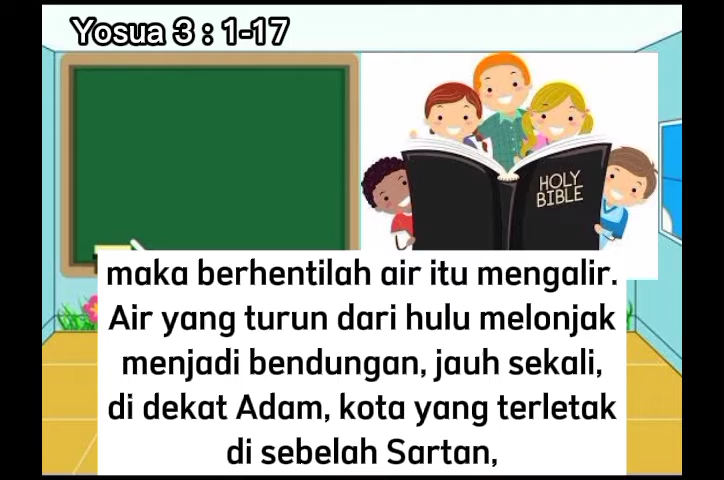 Yosua 3 : 1-17
HOLY
BIBLE
maka berhentilah air itu mengalir.
Air yang turun dari hulu melonjak
menjadi bendungan, jauh sekali,
di dekat Adam, kota yang terletak
di sebelah Sartan,